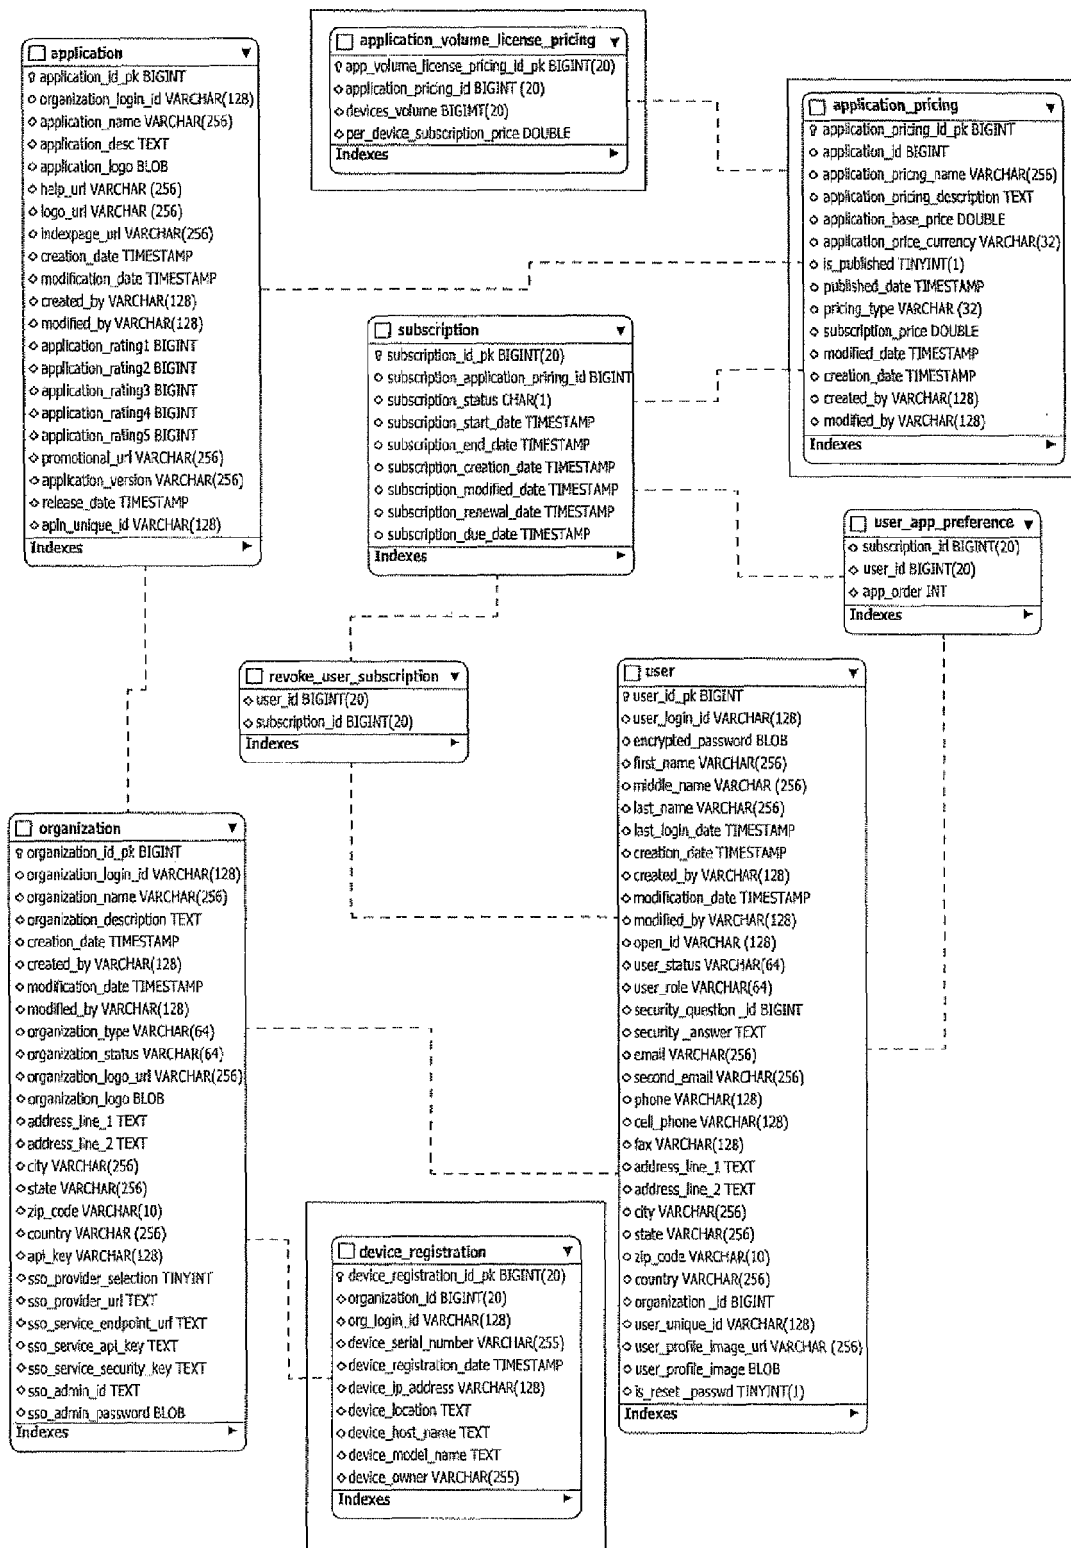 application
application_id_pk BIGINT
organization_login_id VARCHAR(128)
application_name VARCHAR(256)
application_desc TEXT
application_logo BLOB
help_url VARCHAR (256)
logo_url VARCHAR (256)
indexpage_url VARCHAR(256)
creation_date TIMESTAMP
modification_date TIMESTAMP
created_by VARCHAR(128)
modified_by VARCHAR(128)
application_rating1 BIGINT
application_rating2 BIGINT
application_rating3 BIGINT
application_rating4 BIGINT
application_rating5 BIGINT
promotional_url VARCHAR(256)
application_version VARCHAR(256)
release_date TIMESTAMP
apln_unique_id VARCHAR(128)
Indexes
application_volume_license_pricing
app_volume_license_pricing_id_pk BIGINT(20)
application_pricing_id BIGINT (20)
devices_volume BIGIMT(20)
per_device_subscription_price DOUBLE
Indexes
application_pricing
application_pricing_id_pk BIGINT
application_id BIGINT
application_pricng_name VARCHAR(256)
application_pricing_description TEXT
application_base_price DOUBLE
application_price_currency VARCHAR(32)
is_published TINYINT(1)
published_date TIMESTAMP
pricing_type VARCHAR (32)
subscription_price DOUBLE
modified_date TIMESTAMP
creation_date TIMESTAMP
created_by VARCHAR(128)
modified_by VARCHAR(128)
Indexes
subscription
subscription_id_pk BIGINT(20)
subscription_application_priring_id BIGINT
subscription_status CHAR(1)
subscription_start_date TIMESTAMP
subscription_end_date TIMESTAMP
subscription_creation_date TIMESTAMP
subscription_modified_date TIMESTAMP
subscription_renewal_date TIMESTAMP
subscription_due_date TIMESTAMP
Indexes
user_app_preference
subscription_id BIGINT(20)
user_id BIGINT(20)
app_order INT
Indexes
revoke_user_subscription
user_id BIGINT(20)
subscription_id BIGINT(20)
Indexes
user
user_id_pk BIGINT
user_login_id VARCHAR(128)
encrypted_password BLOB
first_name VARCHAR(256)
middle_name VARCHAR (256)
last_name VARCHAR(256)
last_login_date TIMESTAMP
creation_date TIMESTAMP
created_by VARCHAR(128)
modification_date TIMESTAMP
modified_by VARCHAR(128)
open_id VARCHAR (128)
user_status VARCHAR(64)
user_role VARCHAR(64)
security_question _id BIGINT
security _answer TEXT
email VARCHAR(256)
second_email VARCHAR(256)
phone VARCHAR(128)
cell_phone VARCHAR(128)
fax VARCHAR(128)
address_line_1 TEXT
address_line_2 TEXT
city VARCHAR(256)
state VARCHAR(256)
zip_code VARCHAR(10)
country VARCHAR(256)
organization _id BIGINT
user_unique_id VARCHAR(128)
user_profile_image_url VARCHAR (256)
user_profile_image BLOB
is_reset _passwd TINYINT(1)
Indexes
organization
organization_id_pk BIGINT
organization_login_id VARCHAR(128)
organization_name VARCHAR(256)
organization_description TEXT
creation_date TIMESTAMP
created_by VARCHAR(128)
modification_date TIMESTAMP
modified_by VARCHAR(128)
organization_type VARCHAR(64)
organization_status VARCHAR(64)
organization_logo_url VARCHAR(256)
organization_logo BLOB
address_line_1 TEXT
address_line_2 TEXT
city VARCHAR(256)
state VARCHAR(256)
zip_code VARCHAR(10)
country VARCHAR (256)
api_key VARCHAR(128)
sso_provider_selection TINYINT
sso_provider_url TEXT
sso_service_endpoint_url TEXT
sso_service_api_key TEXT
sso_service_security_key TEXT
sso_admin_id TEXT
sso_admin_password BLOB
Indexes
device_registration
device_registration_id_pk BIGINT(20)
organization_id BIGINT(20)
org_login_id VARCHAR(128)
device_serial_number VARCHAR(255)
device_registration_date TIMESTAMP
device_ip_address VARCHAR(128)
device_location TEXT
device_host_name TEXT
device_model_name TEXT
device_owner VARCHAR(255)
Indexes